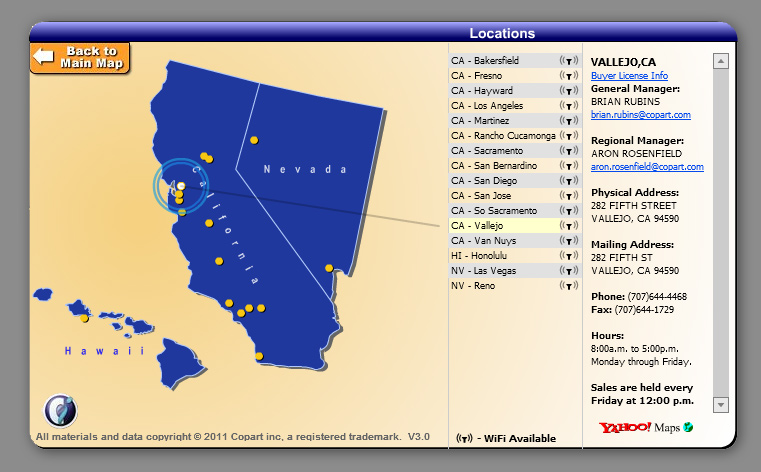 Locations
Back to
Main Map
Nevada
California
Hawaii
CA - Bakersfield
CA - Fresno
CA - Hayward
CA - Los Angeles
CA - Martinez
CA - Rancho Cucamonga
CA - Sacramento
CA - San Bernardino
CA - San Diego
CA - San Jose
CA - So Sacramento
CA - Vallejo
CA - Van Nuys
HI - Honolulu
NV - Las Vegas
NV - Reno
VALLEJO,CA
Buyer License Info
General Manager:
BRIAN RUBINS
brian.rubins@copart.com
Regional Manager:
ARON ROSENFIELD
aron.rosenfield@copart.com
Physical Address:
282 FIFTH STREET
VALLEJO, CA 94590
Mailing Address:
282 FIFTH ST
VALLEJO, CA 94590
Phone: (707)644-4468
Fax: (707)644-1729
Hours:
8:00a.m. to 5:00p.m.
Monday through Friday.
Sales are held every
Friday at 12:00 p.m.
YAHOO! Maps
All materials and data copyright © 2011 Copart inc, a registered trademark. V3.0
((T)) - WiFi Available